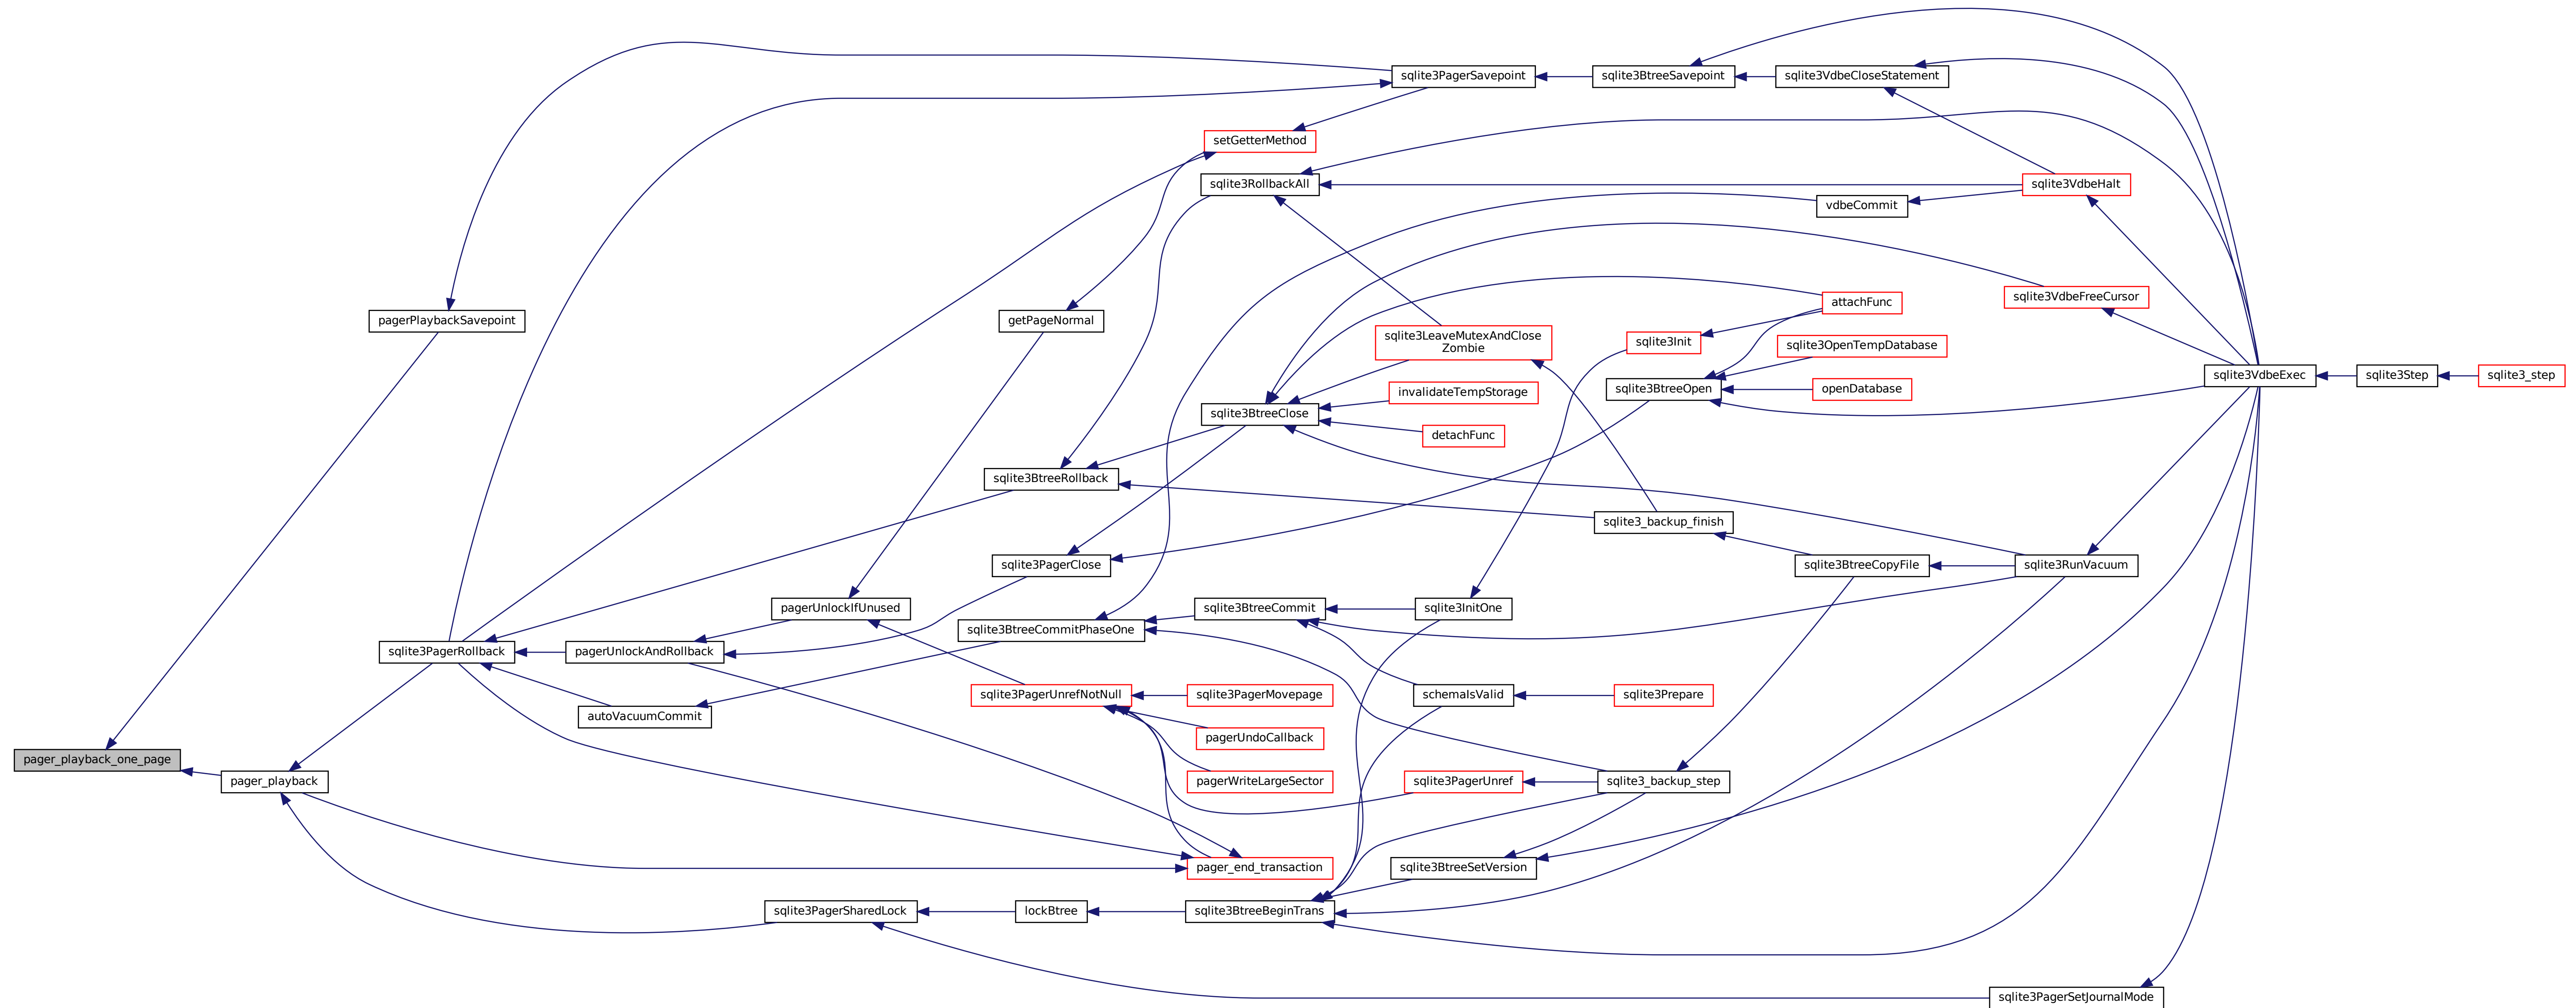 sqlite3PagerSavepoint
sqlite3BtreeSavepoint
sqlite3VdbeCloseStatement
setGetterMethod
sqlite3RollbackAll
sqlite3VdbeHalt
vdbeCommit
sqlite3VdbeFreeCursor
attachFunc
pagerPlaybackSavepoint
getPageNormal
sqlite3LeaveMutexAndClose
Zombie
sqlite3Init
sqlite3OpenTempDatabase
sqlite3VdbeExec
sqlite3Step
sqlite3_step
sqlite3BtreeOpen
openDatabase
invalidateTempStorage
sqlite3BtreeClose
detachFunc
sqlite3BtreeRollback
sqlite3_backup_finish
sqlite3PagerClose
sqlite3BtreeCopyFile
sqlite3RunVacuum
pagerUnlockIfUnused
sqlite3BtreeCommit
sqlite3InitOne
sqlite3BtreeCommitPhaseOne
sqlite3PagerRollback
pagerUnlockAndRollback
sqlite3PagerUnrefNotNull
sqlite3PagerMovepage
schemaIsValid
sqlite3Prepare
autoVacuumCommit
pagerUndoCallback
pager_playback_one_page
pager_playback
pagerWriteLargeSector
sqlite3PagerUnref
sqlite3_backup_step
pager_end_transaction
sqlite3BtreeSetVersion
sqlite3PagerSharedLock
lockBtree
sqlite3BtreeBeginTrans
sqlite3PagerSetJournalMode